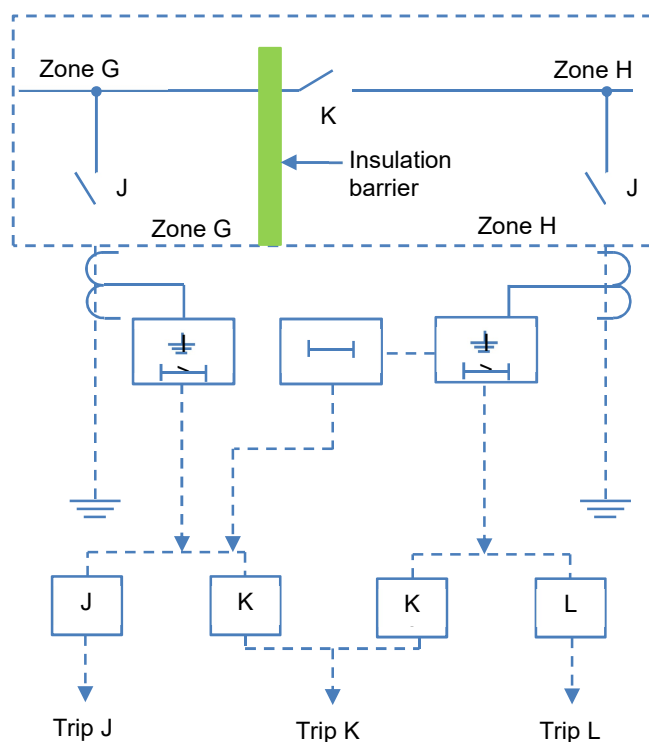 Zone G
Zone H
K
Insulation
barrier
J
J
Zone G
Zone H
J
K
K
L
Trip J
Trip K
Trip L